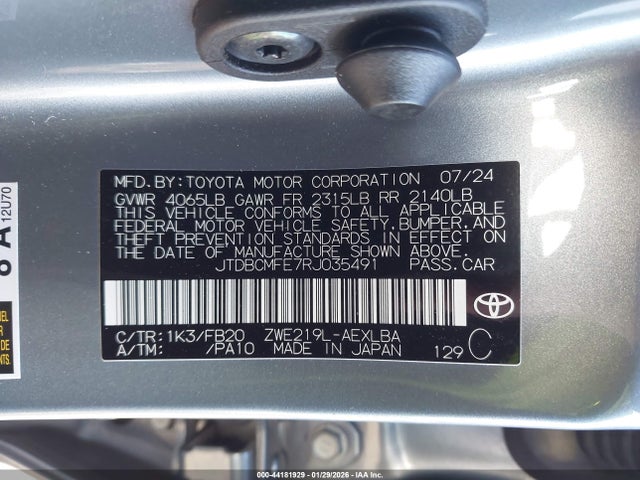 MFD.BY:TOYOTA MOTOR CORPORATION 07/24
GVWR 4065LB GAWR FR 2315LB RR 2140LB
THIS VEHICLE CONFORMS TO ALL APPLICABLE
FEDERAL MOTOR VEHICLE SAFETY,BUMPER,AND
THEFT PREVENTION STANDARDS IN EFFECT ON
THE DATE OF MANUFACTURE SHOWN ABOVE.
JTDBCMFE7RJ035491 PASS.CAR
C/TR:1K3/FB20 ZWE219L-AEXLBA
A/TM: /PA10 MADE IN JAPAN 129 C
8 A 12U70
000-44181929 | 01/29/2026 - IAA Inc.